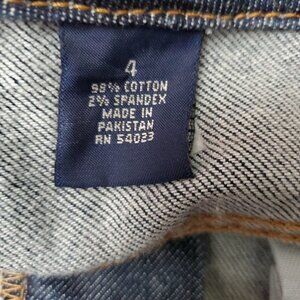 4
98% COTTON
2% SPANDEX
MADE IN
PAKISTAN
RN 54023